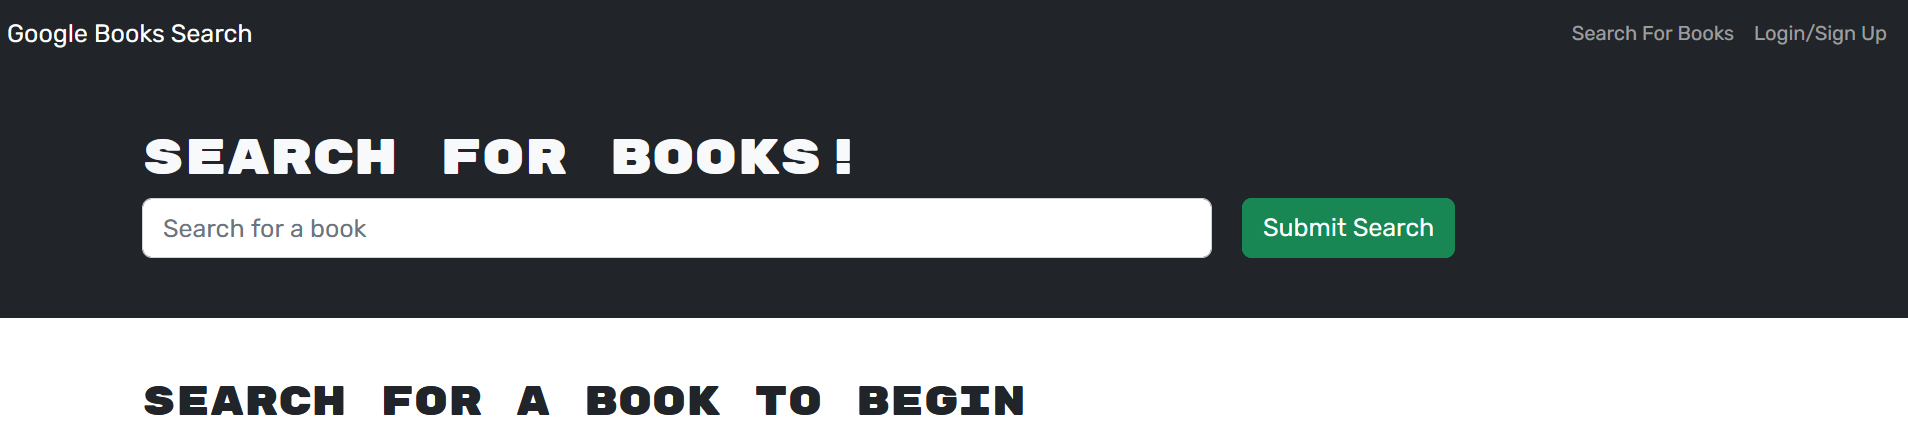 Google Books Search
Search For Books
Login/Sign Up
SEARCH FOR BOOKS!
Search for a book
Submit Search
SEARCH FOR A BOOK TO BEGIN